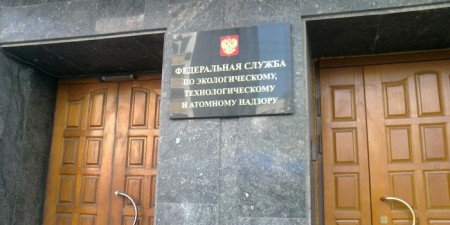 ФЕДЕРАЛЬНАЯ СЛУЖБА
ПО ЭКОЛОГИЧЕСКОМУ,
ТЕХНОЛОГИЧЕСКОМУ
И АТОМНОМУ НАДЗОРУ